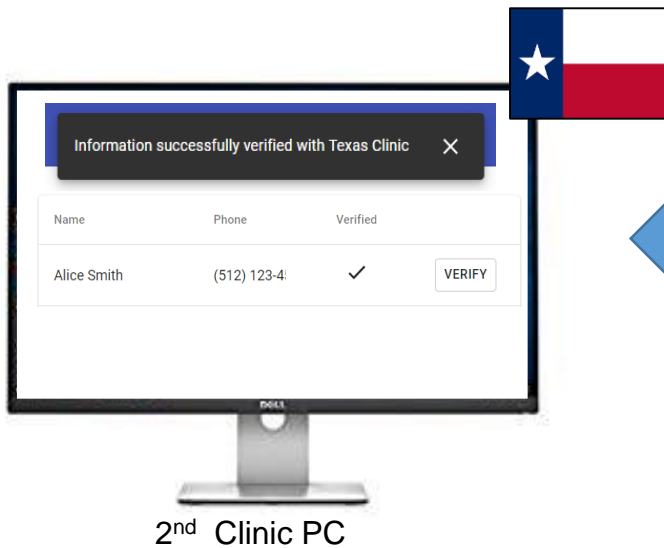 Information successfully verified with Texas Clinic
Name Phone Verified
Alice Smith (512) 123-4 VERIFY
DELL
2nd Clinic PC